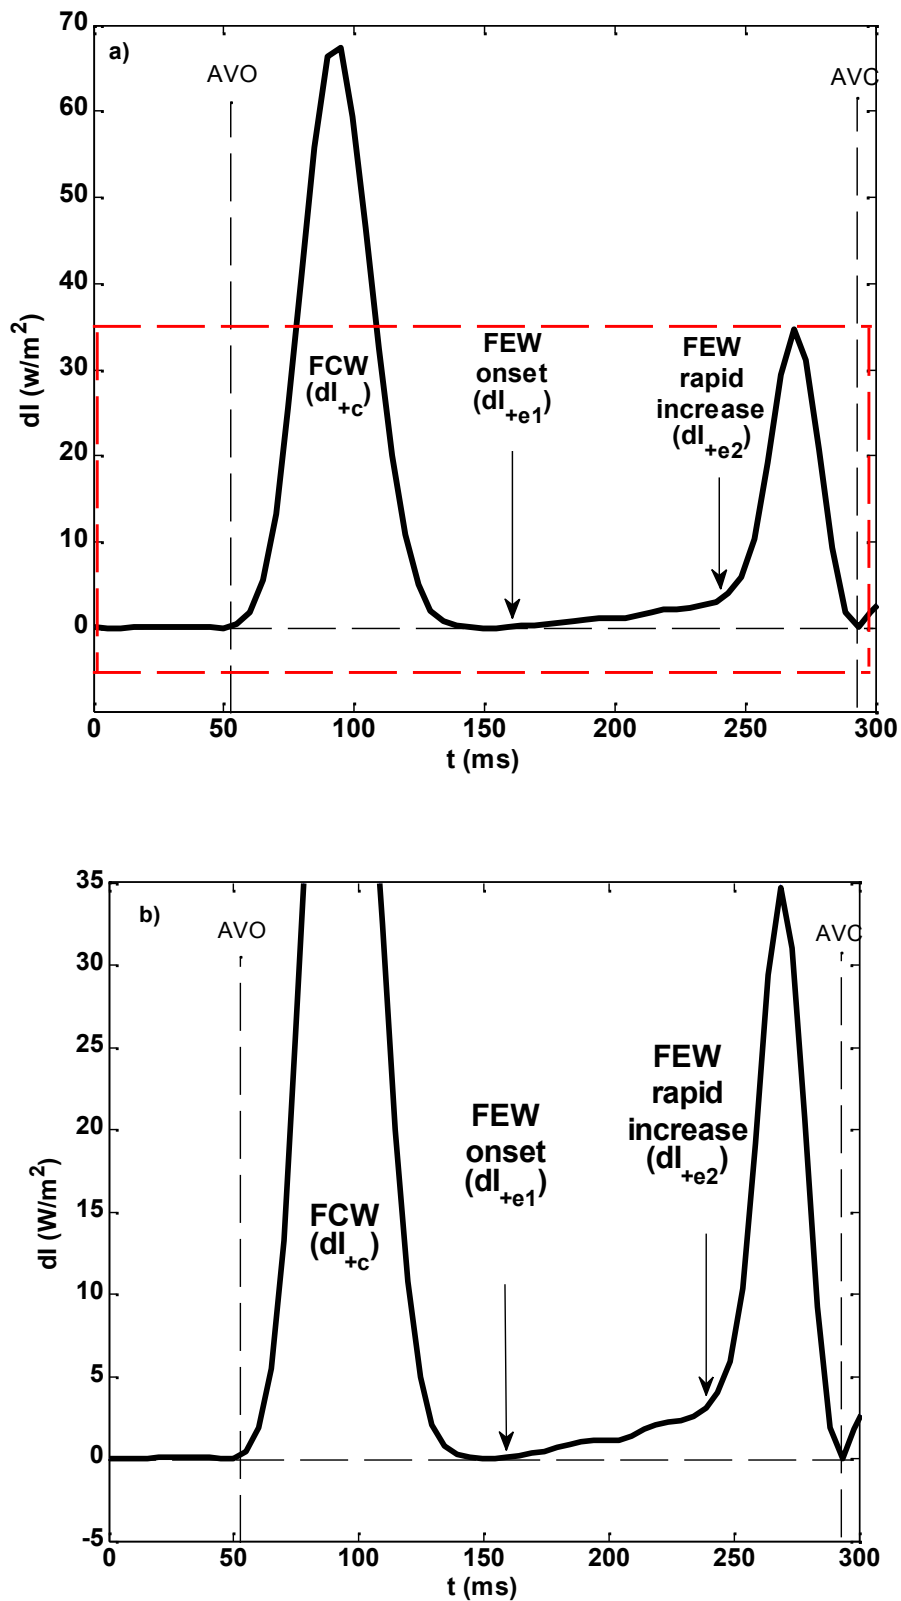 70
a)
AVO
AVC
60
50
40
dI (w/m²)
30
FCW
(dI+c)
FEW
onset
(dI+e1)
FEW
rapid
increase
(dI+e2)
20
10
0
0 50 100 150 200 250 300
t (ms)
35
b)
AVO
AVC
30
25
20
dI (W/m²)
FEW
rapid
increase
(dI+e2)
FEW
onset
(dI+e1)
15
FCW
(dI+c)
10
5
0
-5
0 50 100 150 200 250 300
t (ms)